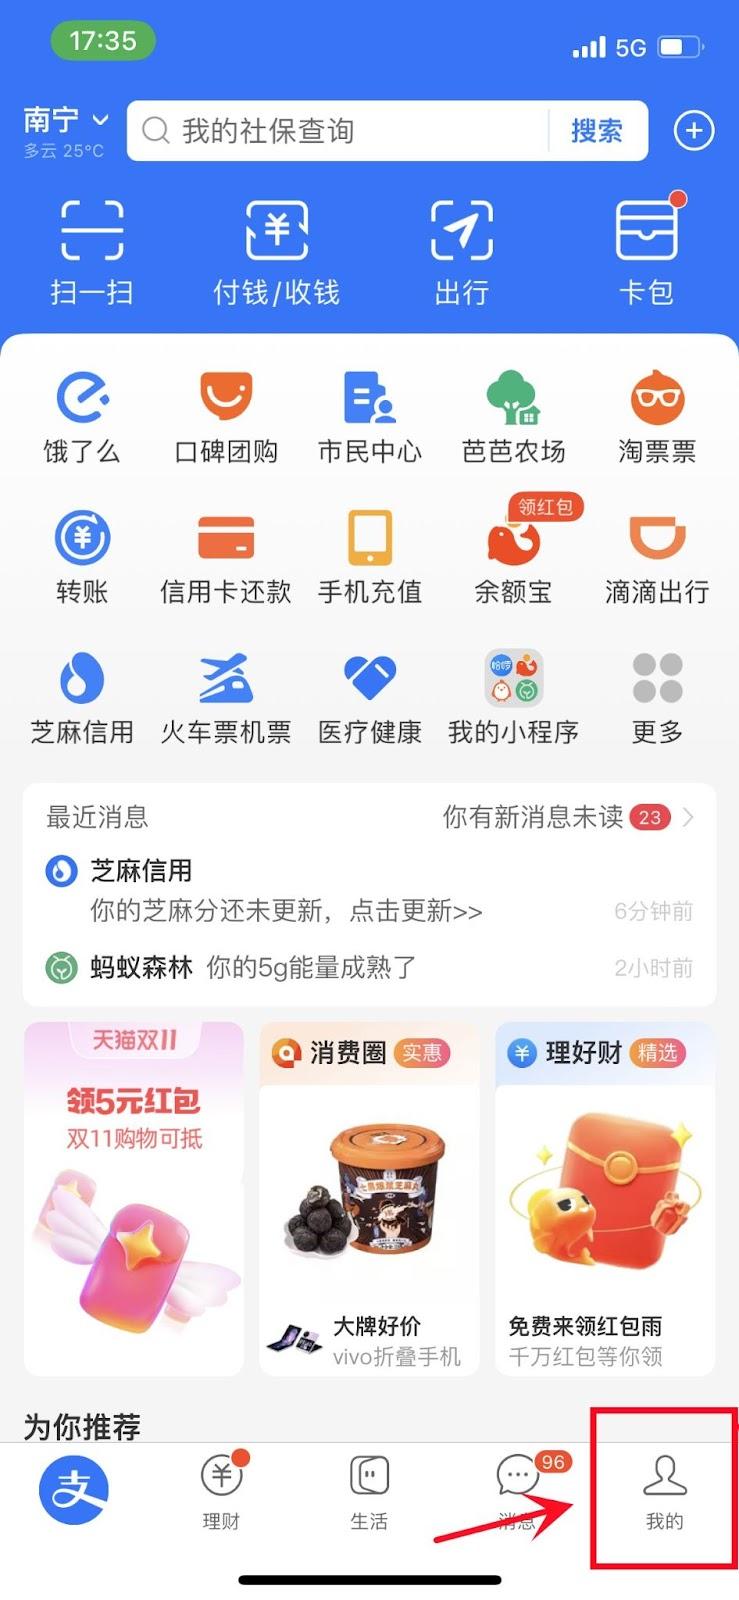 17:35
5G
南宁
我的社保查询
搜索
多云 25°C
扫一扫
付钱/收钱
出行
卡包
饿了么
口碑团购
市民中心
芭芭农场
淘票票
领红包
转账
信用卡还款
手机充值
余额宝
滴滴出行
芝麻信用
火车票机票
医疗健康
我的小程序
更多
最近消息
你有新消息未读
23
芝麻信用
你的芝麻分还未更新，点击更新>>
6分钟前
蚂蚁森林
你的5g能量成熟了
2小时前
天猫双11
领5元红包
双11购物可抵
消费圈
实惠
大牌好价
vivo折叠手机
理好财
精选
免费来领红包雨
千万红包等你领
为你推荐
支
理财
生活
96
消息
我的